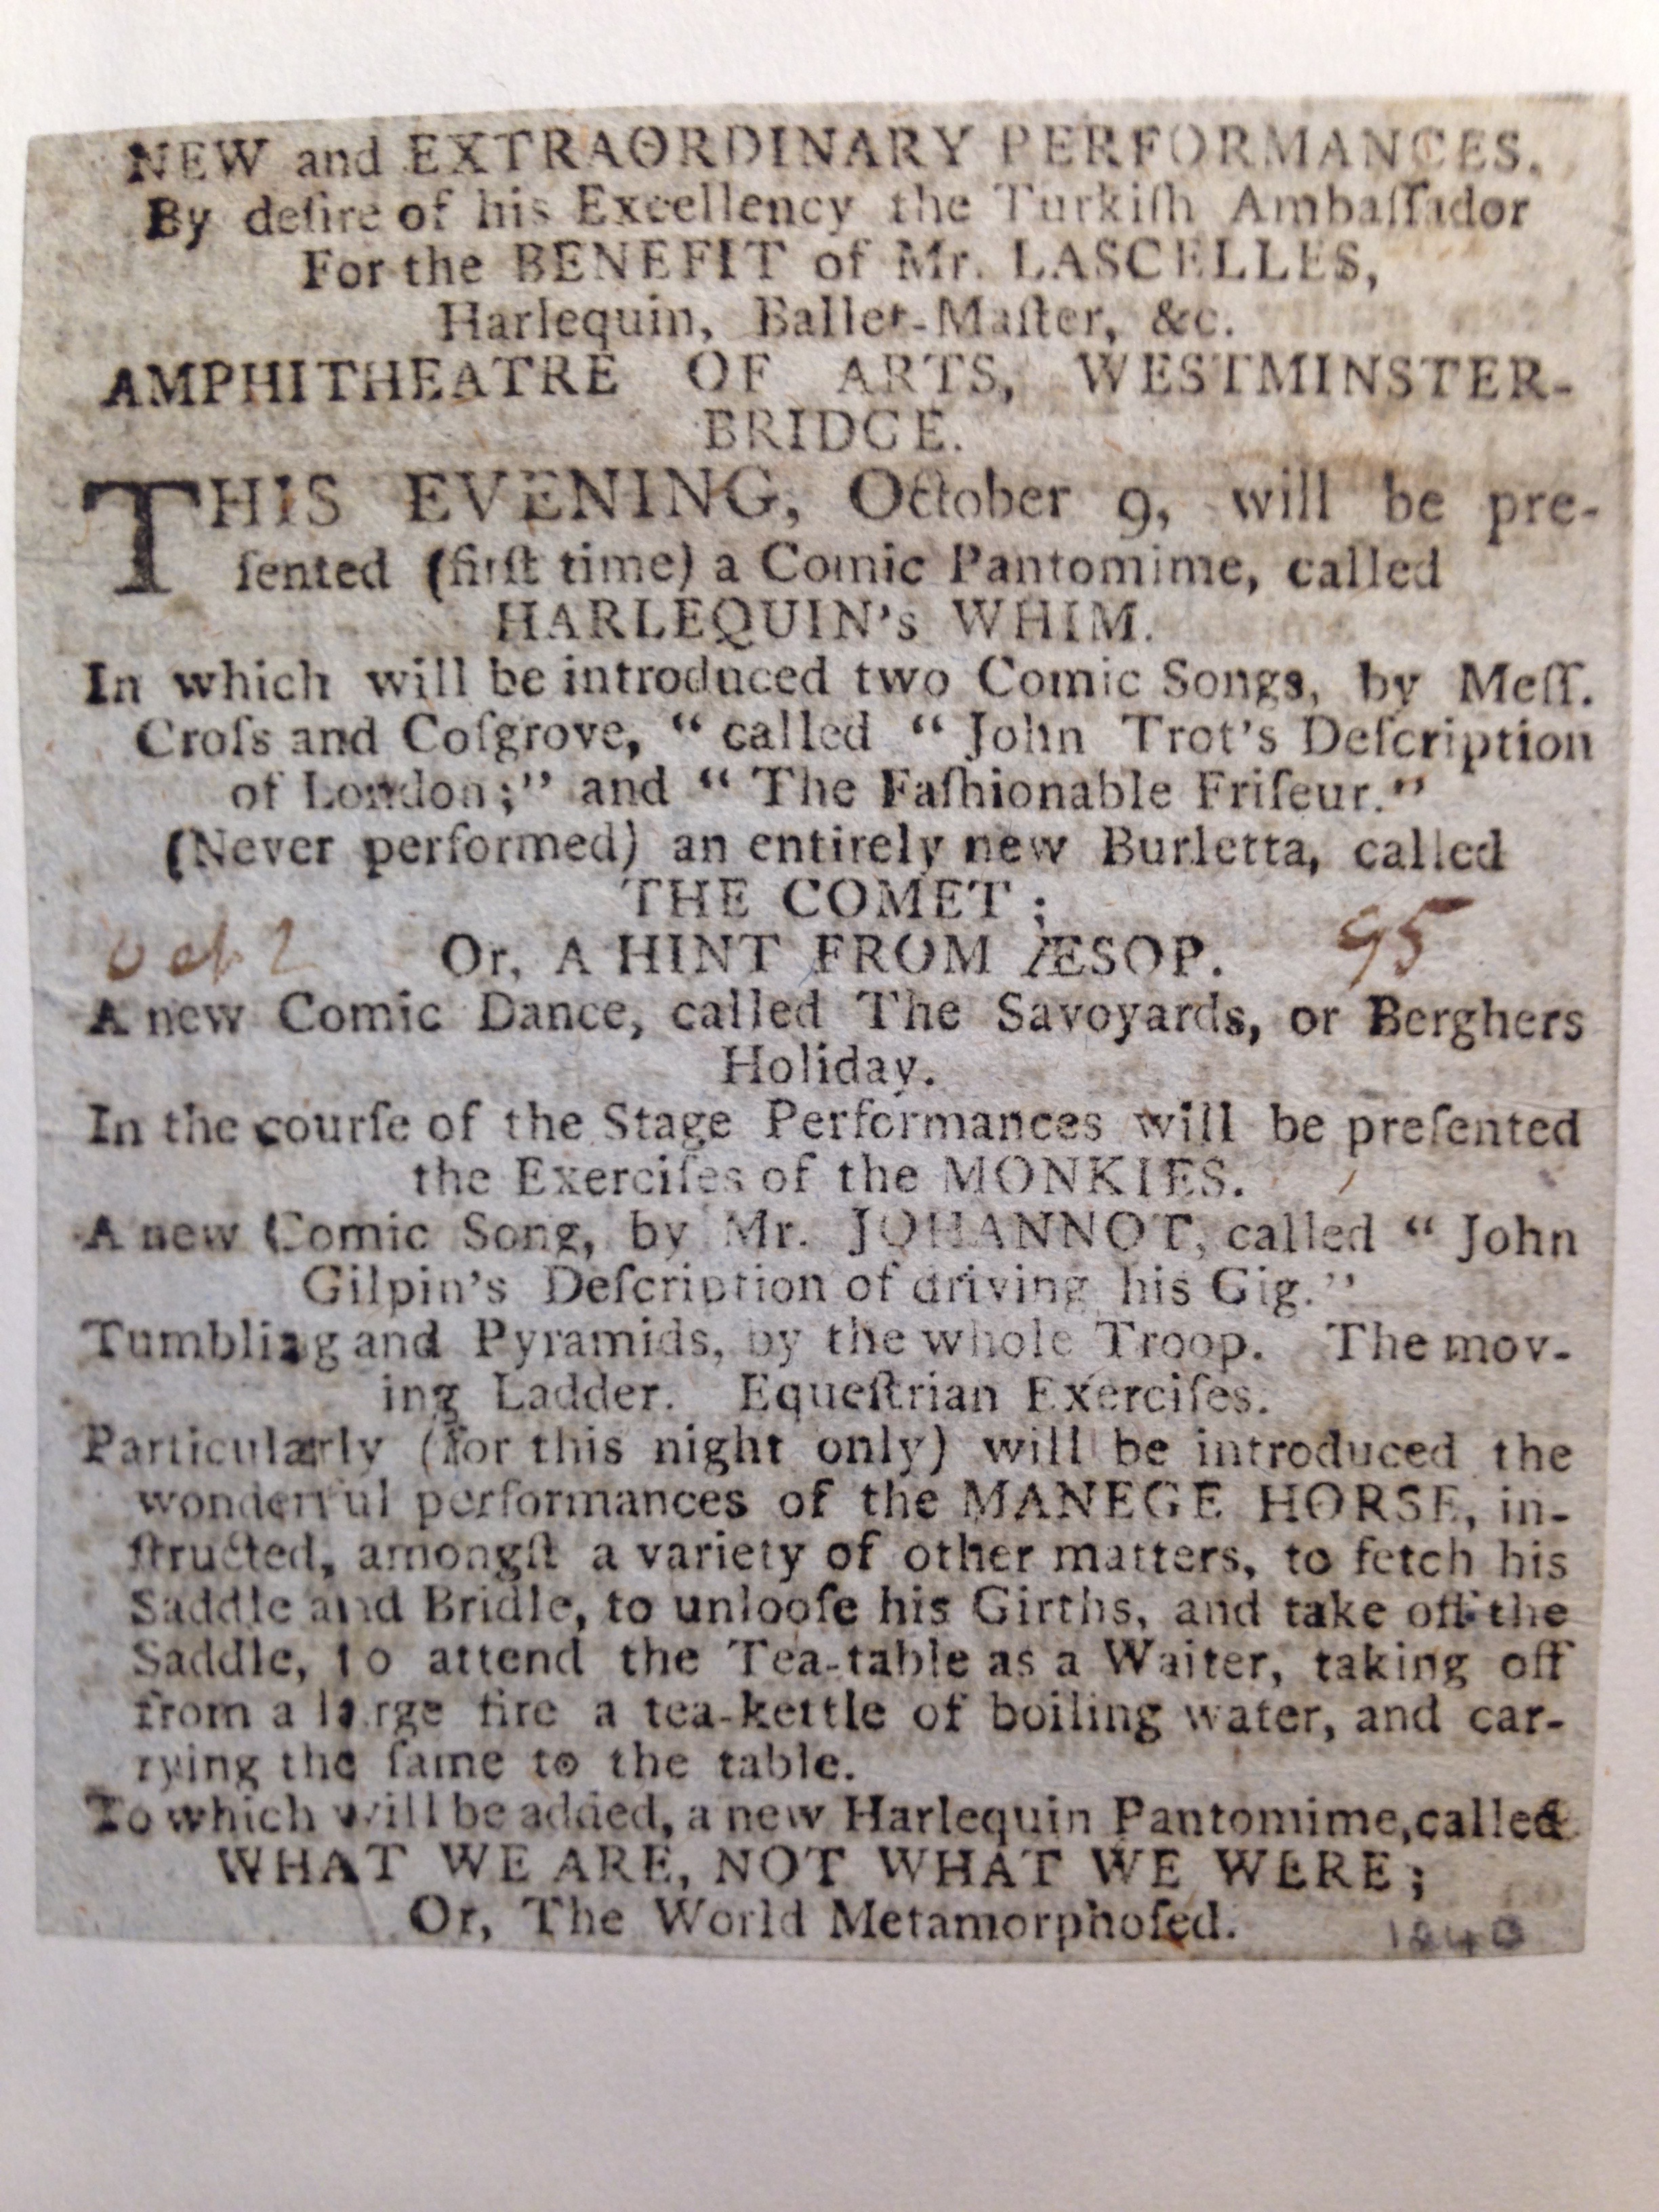 NEW and EXTRAORDINARY PERFORMANCES,
By deſire of his Excellency the Turkiſh Ambaſſador
For the BENEFIT of Mr. LASCELLES,
Harlequin, Ballet-Maſter, &c.
AMPHITHEATRE OF ARTS, WESTMINSTER-
BRIDGE.
THIS EVENING, October 9, will be pre-
ſented (firſt time) a Comic Pantomime, called
HARLEQUIN's WHIM.
In which will be introduced two Comic Songs, by Meſſ.
Croſs and Coſgrove, “ called “ John Trot's Deſcription
of London;” and “ The Faſhionable Friſeur.”
(Never performed) an entirely new Burletta, called
THE COMET;
Oct 2 Or, A HINT FROM ÆSOP. 95
A new Comic Dance, called The Savoyards, or Berghers
Holiday.
In the courſe of the Stage Performances will be preſented
the Exerciſes of the MONKIES.
A new Comic Song, by Mr. JOHANNOT, called “ John
Gilpin's Deſcription of driving his Gig.”
Tumbling and Pyramids, by the whole Troop. The mov-
ing Ladder. Equeſtrian Exerciſes.
Particularly (for this night only) will be introduced the
wonderful performances of the MANEGE HORSE, in-
ſtructed, amongſt a variety of other matters, to fetch his
Saddle and Bridle, to unlooſe his Girths, and take off the
Saddle, to attend the Tea-table as a Waiter, taking off
from a large fire a tea-kettle of boiling water, and car-
rying the ſame to the table.
To which will be added, a new Harlequin Pantomime, called
WHAT WE ARE, NOT WHAT WE WERE;
Or, The World Metamorphoſed.